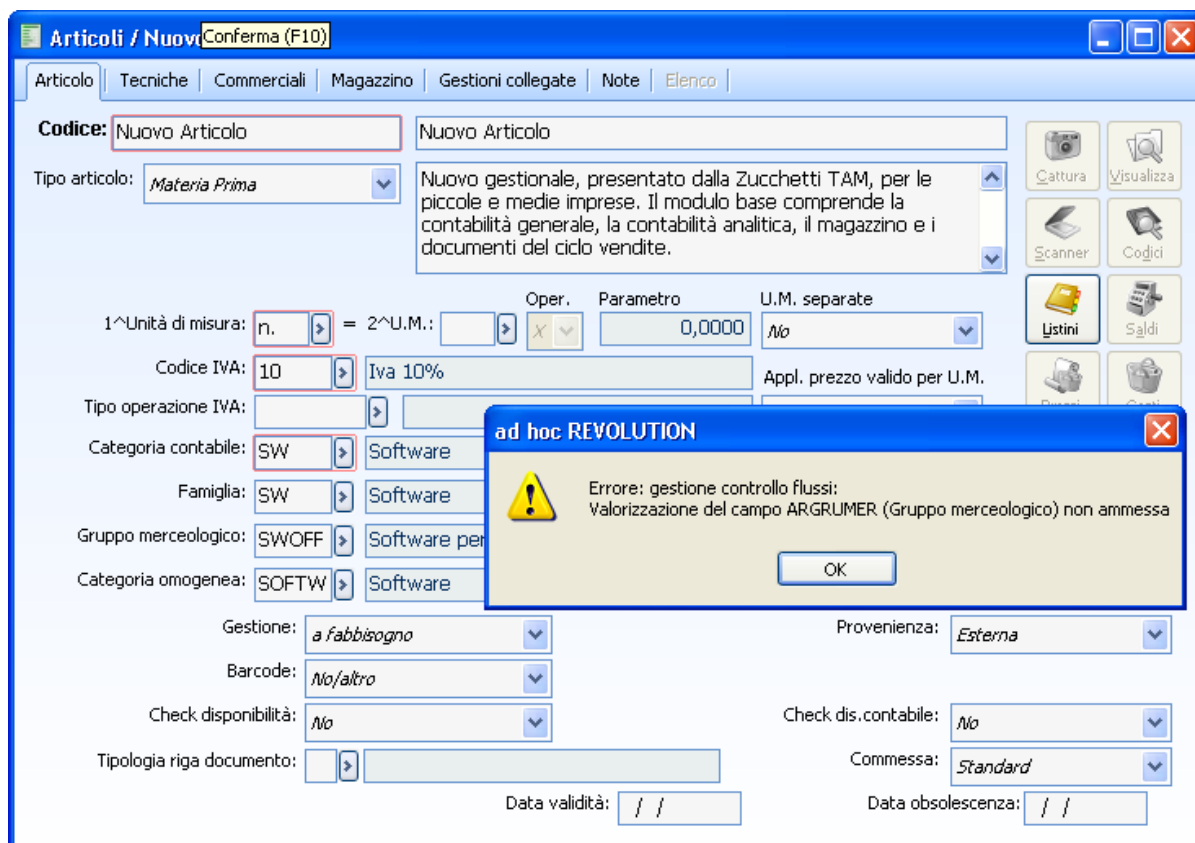 Articoli / Nuovo
Conferma (F10)
Articolo Tecniche Commerciali Magazzino Gestioni collegate Note Elenco
Codice: Nuovo Articolo Nuovo Articolo
Tipo articolo: Materia Prima
Nuovo gestionale, presentato dalla Zucchetti TAM, per le
piccole e medie imprese. Il modulo base comprende la
contabilità generale, la contabilità analitica, il magazzino e i
documenti del ciclo vendite.
Cattura Visualizza
Scanner Codici
Listini Saldi
Oper. Parametro U.M. separate
1^Unità di misura: n. = 2^U.M.: X 0,0000 No
Codice IVA: 10 Iva 10% Appl. prezzo valido per U.M.
Tipo operazione IVA:
Categoria contabile: SW Software
Famiglia: SW Software
Gruppo merceologico: SWOFF Software per
Categoria omogenea: SOFTW Software
ad hoc REVOLUTION
Errore: gestione controllo flussi:
Valorizzazione del campo ARGRUMER (Gruppo merceologico) non ammessa
OK
Gestione: a fabbisogno Provenienza: Esterna
Barcode: No/altro
Check disponibilità: No Check dis.contabile: No
Tipologia riga documento: Commessa: Standard
Data validità: / / Data obsolescenza: / /